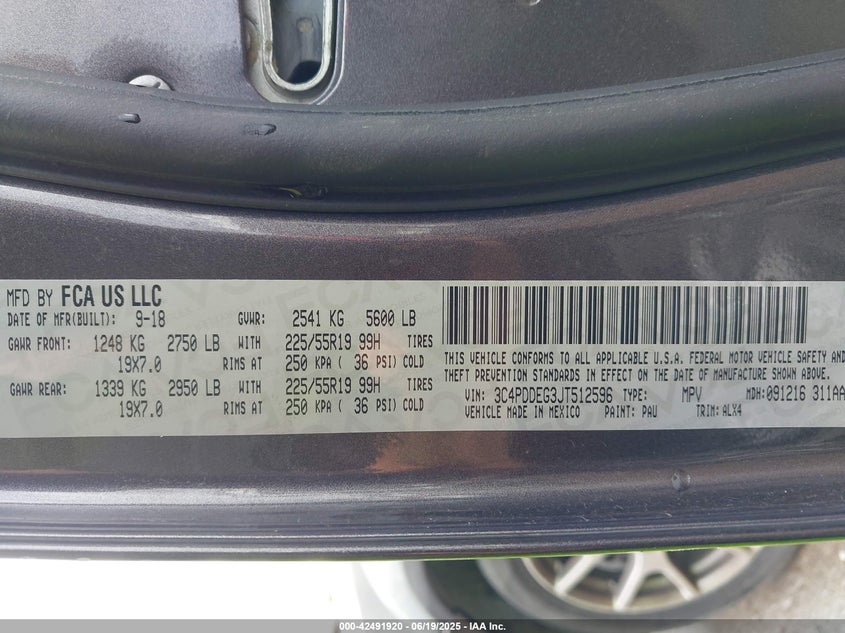 MFD BY FCA US LLC
DATE OF MFR(BUILT): 9-18 GVWR: 2541 KG 5600 LB
GAWR FRONT: 1248 KG 2750 LB WITH 225/55R19 99H TIRES
19X7.0 RIMS AT 250 KPA ( 36 PSI) COLD
GAWR REAR: 1339 KG 2950 LB WITH 225/55R19 99H TIRES
19X7.0 RIMS AT 250 KPA ( 36 PSI) COLD
THIS VEHICLE CONFORMS TO ALL APPLICABLE U.S.A. FEDERAL MOTOR VEHICLE SAFETY AND
THEFT PREVENTION STANDARDS IN EFFECT ON THE DATE OF MANUFACTURE SHOWN ABOVE.
VIN: 3C4PDDEG3JT512596 TYPE: MPV MDH: 091216 311AA
VEHICLE MADE IN MEXICO PAINT: PAU TRIM: ALX4
000-42491920 - 06/19/2025 - IAA Inc.